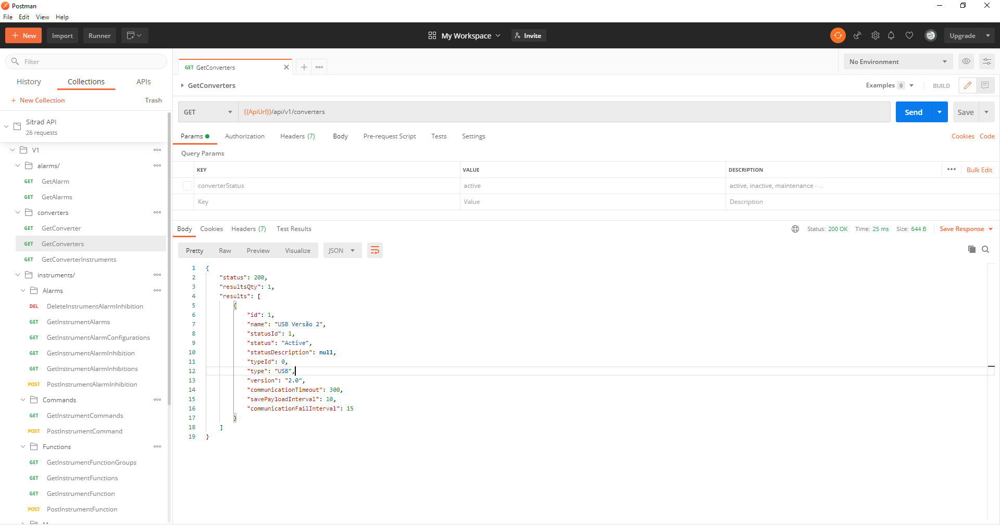 Postman
File Edit View Help
New Import Runner My Workspace Invite Upgrade
Filter
History Collections APIs
New Collection Trash
Sitrad API
26 requests
V1
alarms/
GET GetAlarm
GET GetAlarms
converters
GET GetConverter
GET GetConverters
GET GetConverterInstruments
instruments/
Alarms
DEL DeleteInstrumentAlarmInhibition
GET GetInstrumentAlarms
GET GetInstrumentAlarmConfigurations
GET GetInstrumentAlarmInhibition
GET GetInstrumentAlarmInhibitions
POST PostInstrumentAlarmInhibition
Commands
GET GetInstrumentCommands
POST PostInstrumentCommand
Functions
GET GetInstrumentFunctionGroups
GET GetInstrumentFunctions
GET GetInstrumentFunction
POST PostInstrumentFunction
GET GetConverters
No Environment
GetConverters
Examples 0 BUILD
GET {{ApiUrl}}/api/v1/converters Send Save
Params Authorization Headers (7) Body Pre-request Script Tests Settings Cookies Code
Query Params
KEY VALUE DESCRIPTION Bulk Edit
converterStatus active active, inactive, maintenance - ...
Key Value Description
Body Cookies Headers (7) Test Results Status: 200 OK Time: 25 ms Size: 644 B Save Response
Pretty Raw Preview Visualize JSON
1 {
2 "status": 200,
3 "resultsQty": 1,
4 "results": [
5 {
6 "id": 1,
7 "name": "USB Versão 2",
8 "statusId": 1,
9 "status": "Active",
10 "statusDescription": null,
11 "typeId": 0,
12 "type": "USB",
13 "version": "2.0",
14 "communicationTimeout": 300,
15 "savePayloadInterval": 10,
16 "communicationFailInterval": 15
17 }
18 ]
19 }